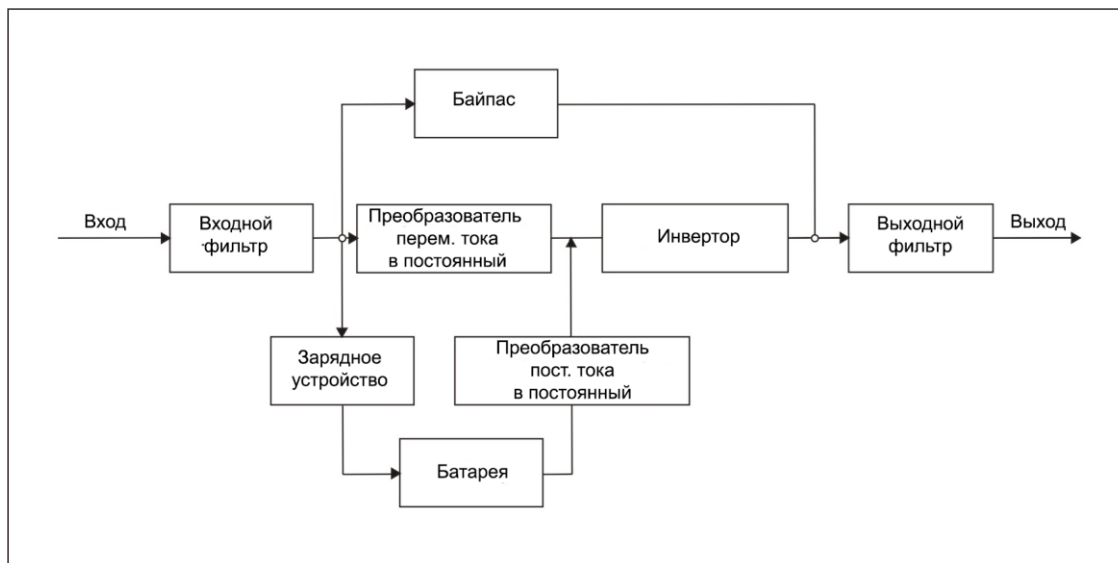 Байпас
Вход
Входной
фильтр
Преобразователь
перем. тока
в постоянный
Инвертор
Выходной
фильтр
Выход
Зарядное
устройство
Преобразователь
пост. тока
в постоянный
Батарея